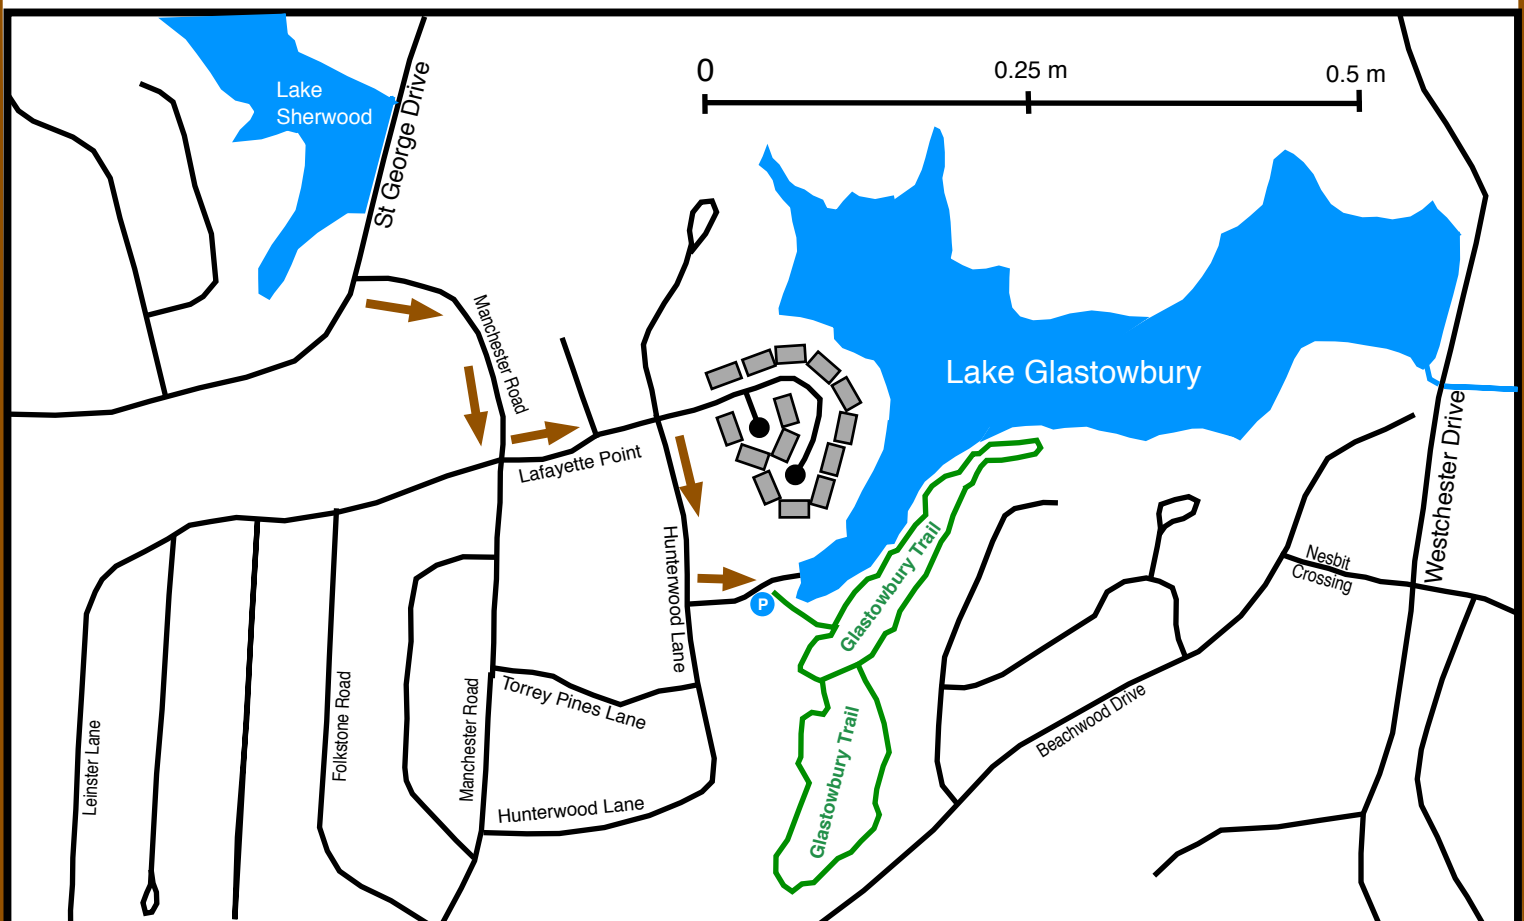 0
0.25 m
0.5 m
Lake
Sherwood
St George Drive
Manchester Road
Lake Glastowbury
Lafayette Point
Westchester Drive
Hunterwood Lane
Glastowbury Trail
Nesbit
Crossing
P
Torrey Pines Lane
Leinster Lane
Folkstone Road
Manchester Road
Beachwood Drive
Glastowbury Trail
Hunterwood Lane